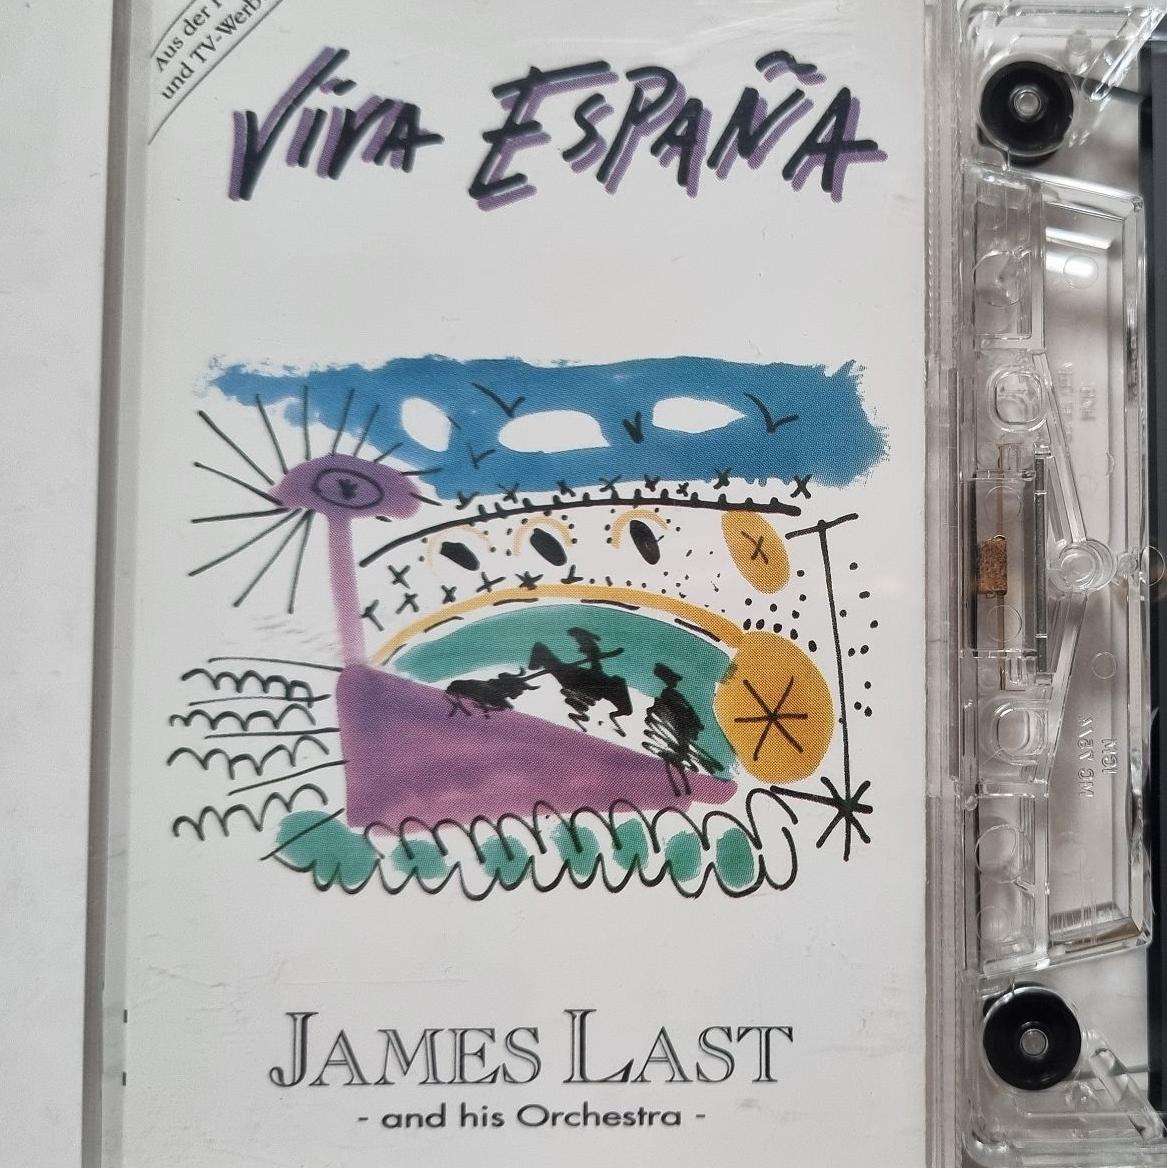 Aus der
und TV-Werb
VIVA ESPAÑA
JAMES LAST
- and his Orchestra -